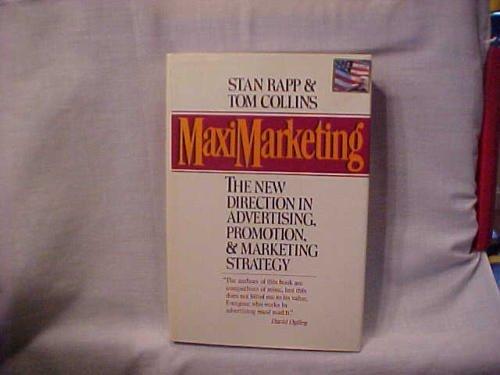 STAN RAPP &
TOM COLLINS
MaxiMarketing
THE NEW
DIRECTION IN
ADVERTISING,
PROMOTION,
& MARKETING
STRATEGY
"The authors of this book are
competitors of mine, but this
does not blind me to its value.
Everyone who works in
advertising must read it."
David Ogilvy